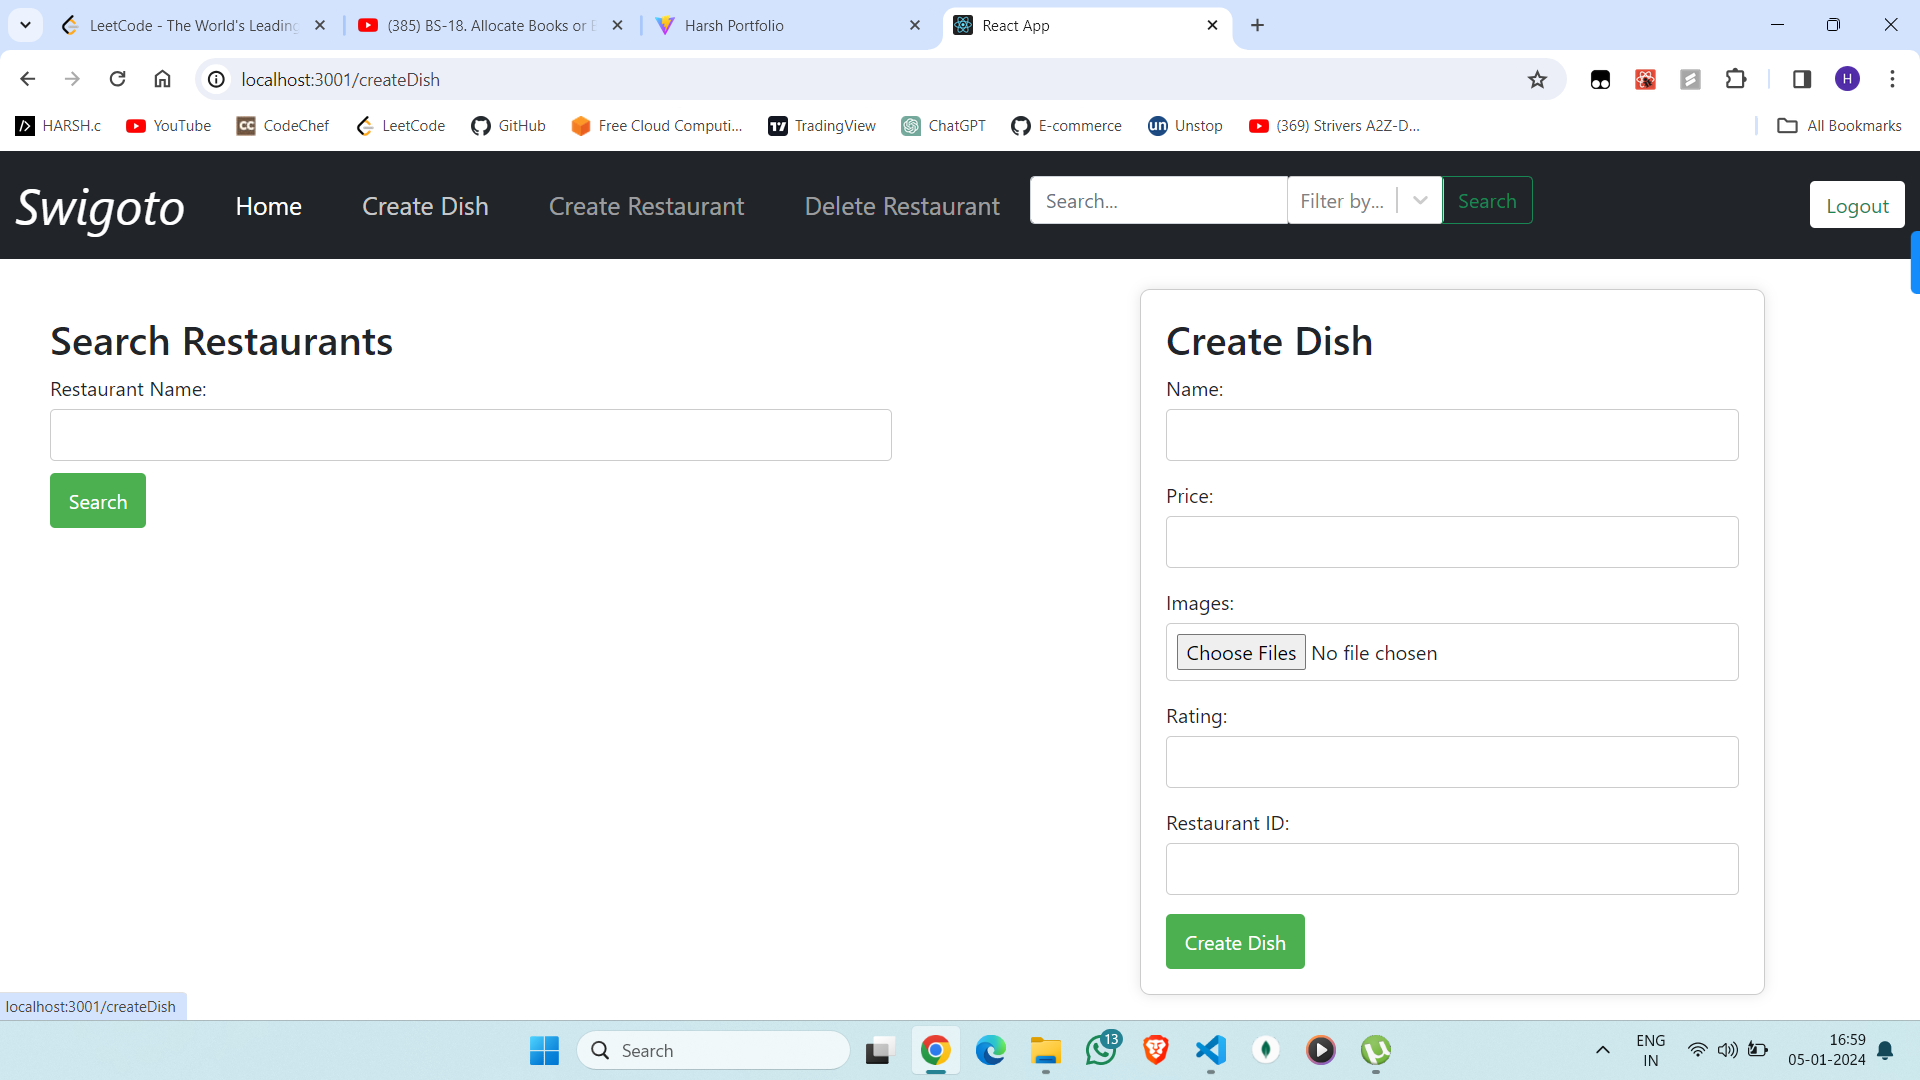 LeetCode - The World's Leading
(385) BS-18. Allocate Books or B
Harsh Portfolio
React App
localhost:3001/createDish
HARSH.c
YouTube
CodeChef
LeetCode
GitHub
Free Cloud Computi...
TradingView
ChatGPT
E-commerce
Unstop
(369) Strivers A2Z-D...
All Bookmarks
Swigoto
Home
Create Dish
Create Restaurant
Delete Restaurant
Search...
Filter by...
Search
Logout
Search Restaurants
Restaurant Name:
Search
Create Dish
Name:
Price:
Images:
Choose Files No file chosen
Rating:
Restaurant ID:
Create Dish
localhost:3001/createDish
Search
13
ENG
IN
16:59
05-01-2024
H
CC
un